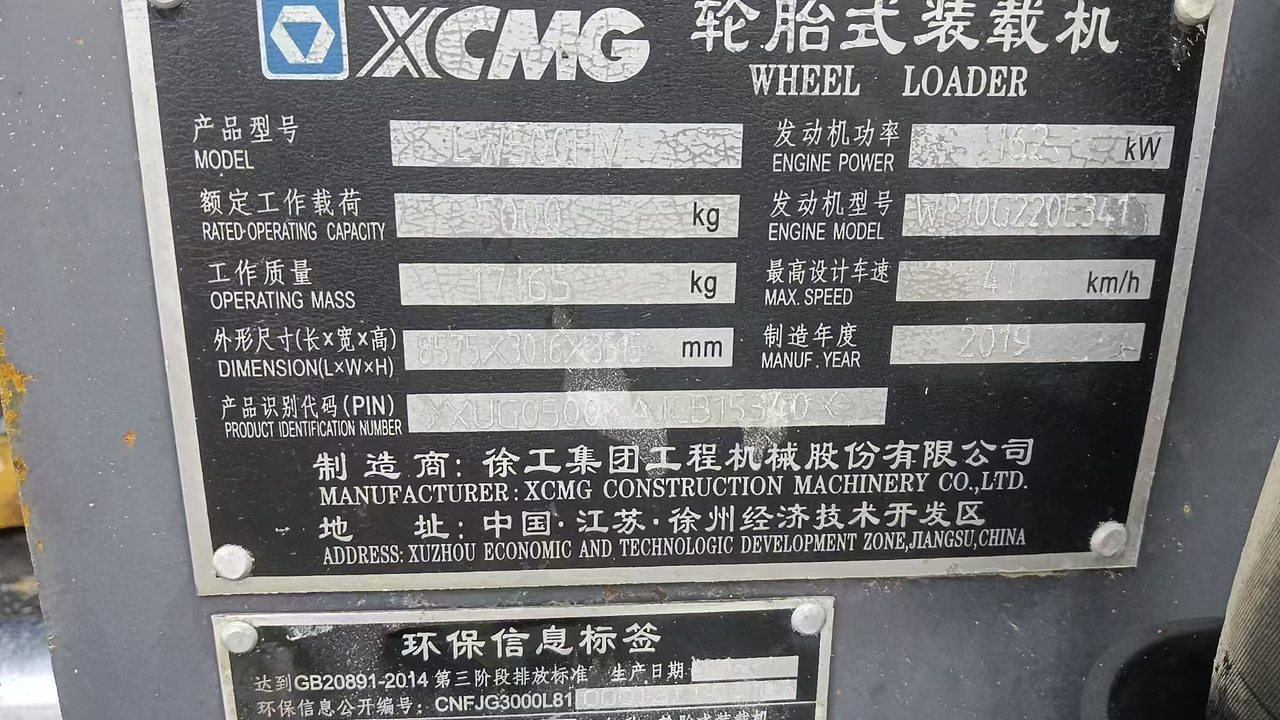 XCMG 轮胎式装载机
WHEEL LOADER
产品型号 LW500HV 发动机功率 162 kW
MODEL ENGINE POWER
额定工作载荷 5000 kg 发动机型号 WP10G220E341
RATED·OPERATING CAPACITY ENGINE MODEL
工作质量 17165 kg 最高设计车速 41 km/h
OPERATING MASS MAX. SPEED
外形尺寸(长×宽×高) mm 制造年度 2019
DIMENSION(L×W×H) MANUF.YEAR
产品识别代码(PIN)
PRODUCT IDENTIFICATION NUMBER
制造商:徐工集团工程机械股份有限公司
MANUFACTURER: XCMG CONSTRUCTION MACHINERY CO.,LTD.
地 址:中国·江苏·徐州经济技术开发区
ADDRESS: XUZHOU ECONOMIC AND TECHNOLOGIC DEVELOPMENT ZONE,JIANGSU,CHINA
环保信息标签
达到GB20891-2014 第三阶段排放标准 生产日期
环保信息公开编号: CNFJG3000L81